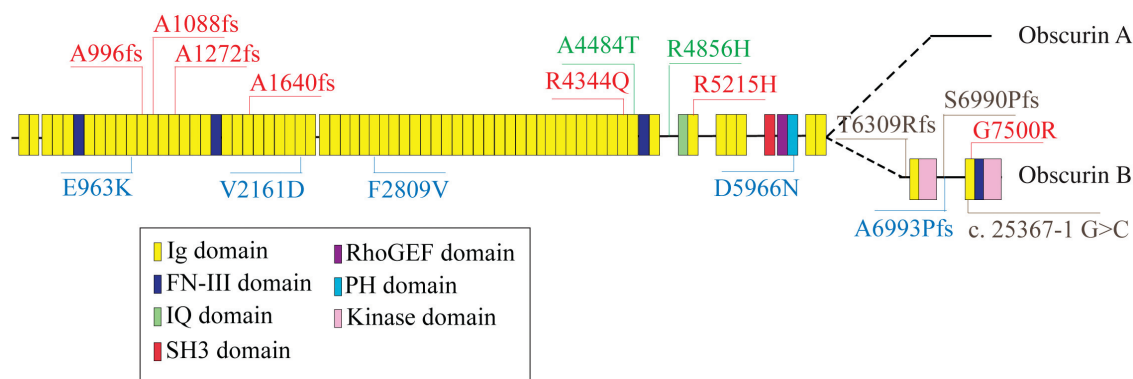 A1088fs
A996fs
A1272fs
A4484T
R4856H
Obscurin A
A1640fs
R4344Q
R5215H
S6990Pfs
T6309Rfs
G7500R
E963K
V2161D
F2809V
D5966N
Obscurin B
A6993Pfs
c. 25367-1 G>C
Ig domain
RhoGEF domain
FN-III domain
PH domain
IQ domain
Kinase domain
SH3 domain